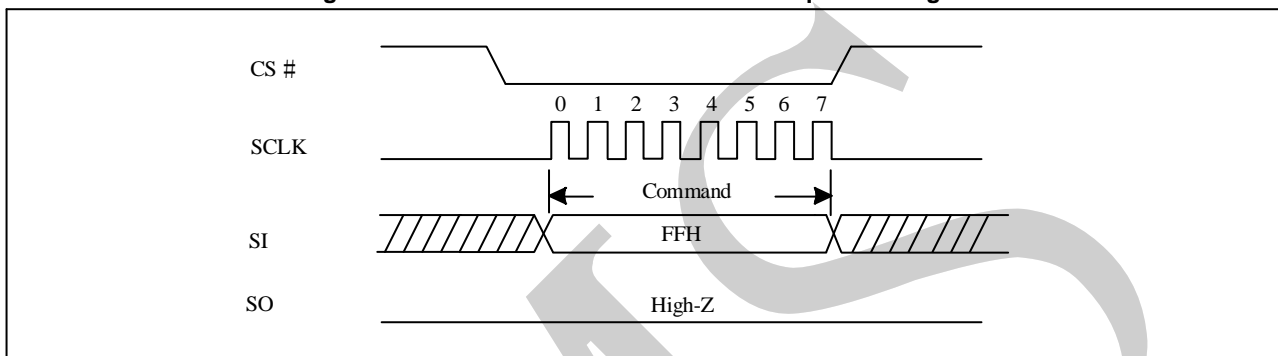 CS #
0 1 2 3 4 5 6 7
SCLK
Command
SI
FFH
SO
High-Z